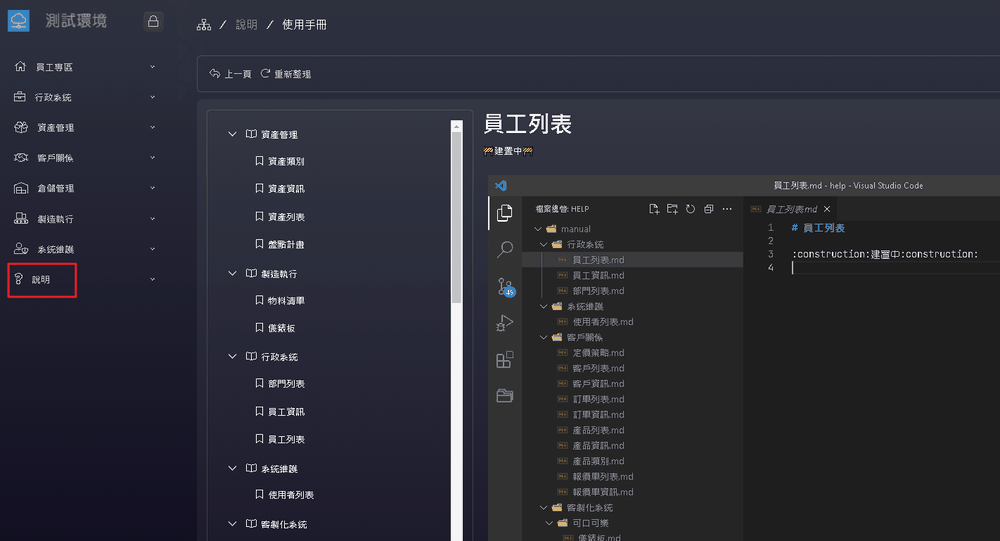 測試環境
員工專區
行政系統
資產管理
客戶關係
倉儲管理
製造執行
系統維護
說明
/ 說明 / 使用手冊
上一頁 重新整理
資產管理
資產類別
資產資訊
資產列表
盤點計畫
製造執行
物料清單
儀錶板
行政系統
部門列表
員工資訊
員工列表
系統維護
使用者列表
客製化系統
員工列表
🚧建置中🚧
員工列表.md - help - Visual Studio Code
檔案總管: HELP
manual
行政系統
員工列表.md
員工資訊.md
部門列表.md
系統維護
使用者列表.md
客戶關係
定價策略.md
客戶列表.md
客戶資訊.md
訂單列表.md
訂單資訊.md
產品列表.md
產品資訊.md
產品類別.md
報價單列表.md
報價單資訊.md
客製化系統
可口可樂
儀錶板.md
45
員工列表.md
1 # 員工列表
2
3 :construction:建置中:construction:
4